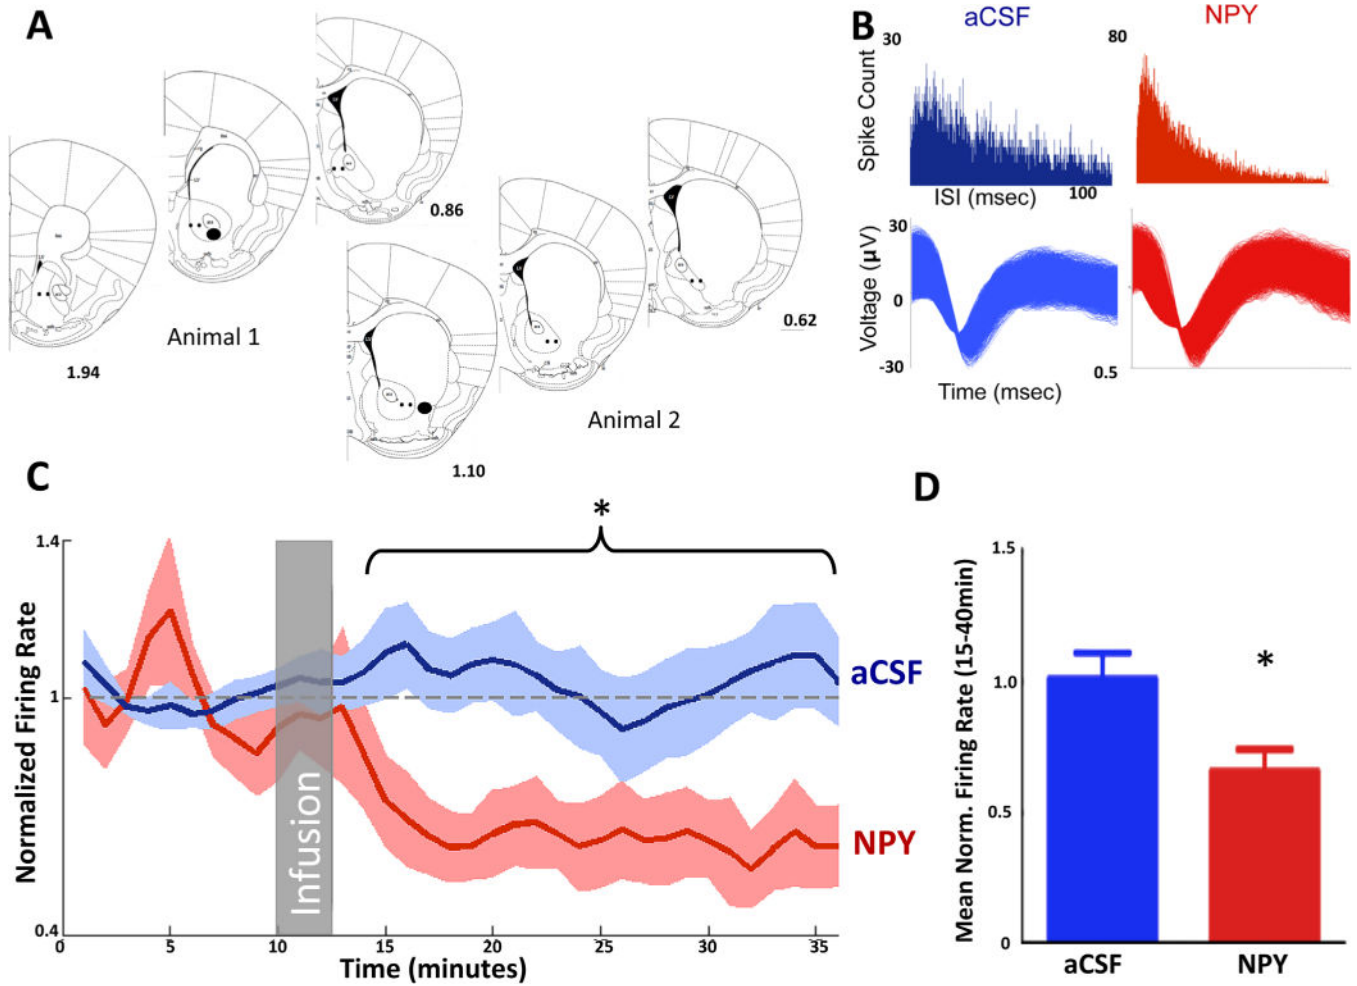 A
0.86
Animal 1
1.94
0.62
Animal 2
1.10
B
aCSF
NPY
30
80
Spike Count
ISI (msec)
100
30
Voltage (µV)
0
-30
0.5
Time (msec)
C
*
1.4
Normalized Firing Rate
1
0.4
Infusion
aCSF
NPY
0
5
10
15
20
25
30
35
Time (minutes)
D
1.5
Mean Norm. Firing Rate (15-40min)
*
1.0
0.5
0
aCSF
NPY